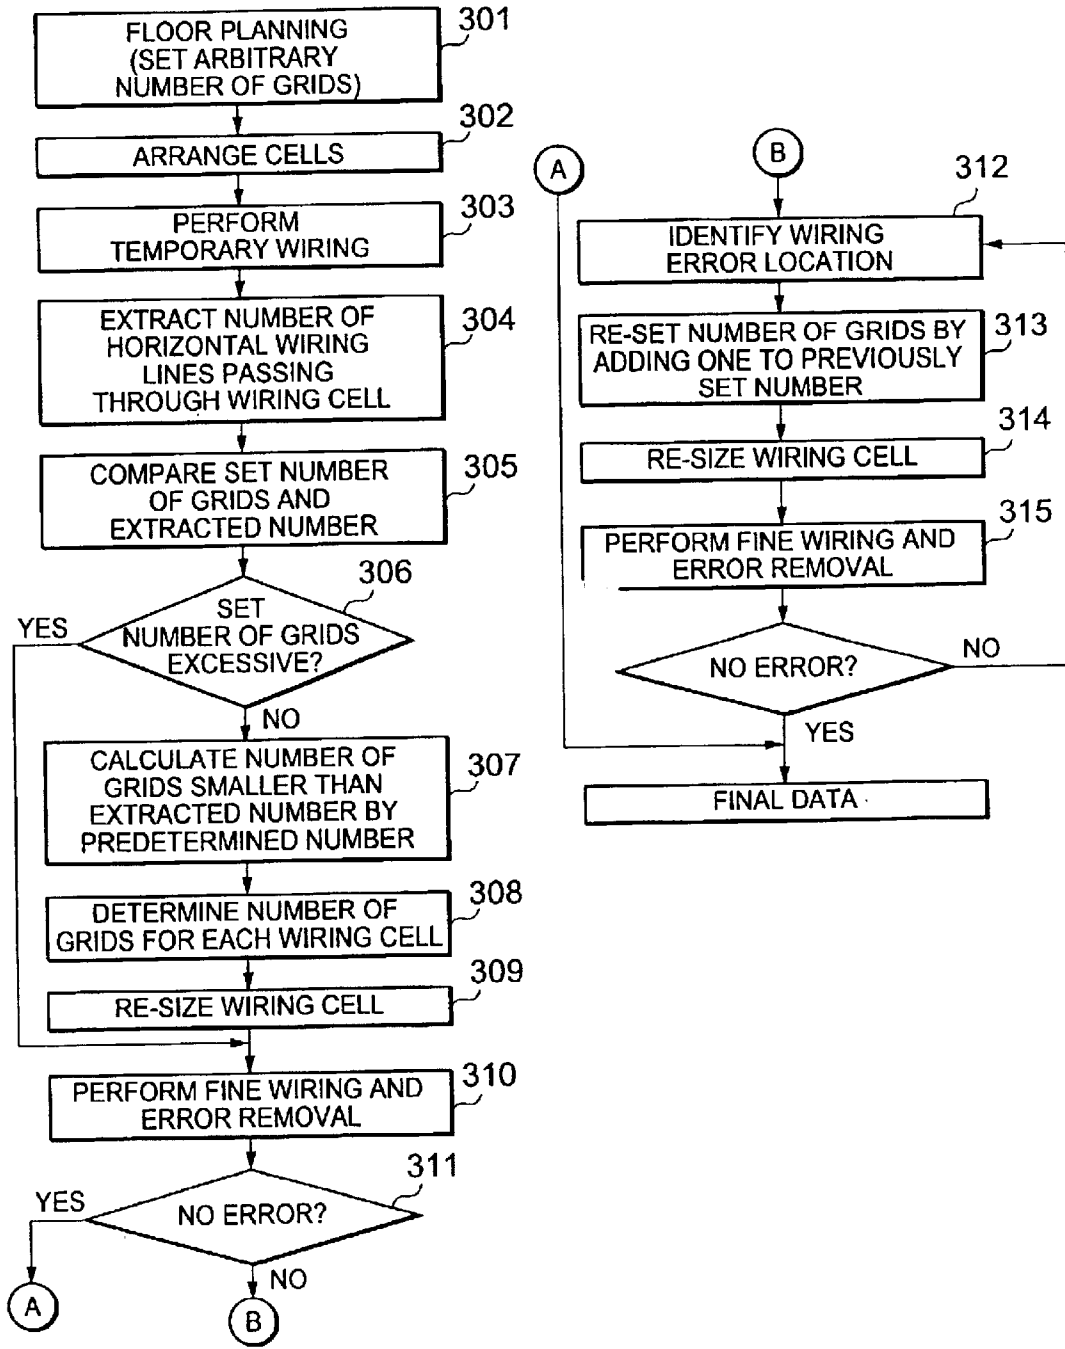 FLOOR PLANNING
(SET ARBITRARY
NUMBER OF GRIDS)
301
ARRANGE CELLS
302
PERFORM
TEMPORARY WIRING
303
EXTRACT NUMBER OF
HORIZONTAL WIRING
LINES PASSING
THROUGH WIRING CELL
304
COMPARE SET NUMBER
OF GRIDS AND
EXTRACTED NUMBER
305
SET
NUMBER OF GRIDS
EXCESSIVE?
306
YES
NO
CALCULATE NUMBER OF
GRIDS SMALLER THAN
EXTRACTED NUMBER BY
PREDETERMINED NUMBER
307
DETERMINE NUMBER OF
GRIDS FOR EACH WIRING CELL
308
RE-SIZE WIRING CELL
309
PERFORM FINE WIRING AND
ERROR REMOVAL
310
NO ERROR?
311
YES
NO
A
B
A
B
IDENTIFY WIRING
ERROR LOCATION
312
RE-SET NUMBER OF GRIDS BY
ADDING ONE TO PREVIOUSLY
SET NUMBER
313
RE-SIZE WIRING CELL
314
PERFORM FINE WIRING AND
ERROR REMOVAL
315
NO ERROR?
NO
YES
FINAL DATA